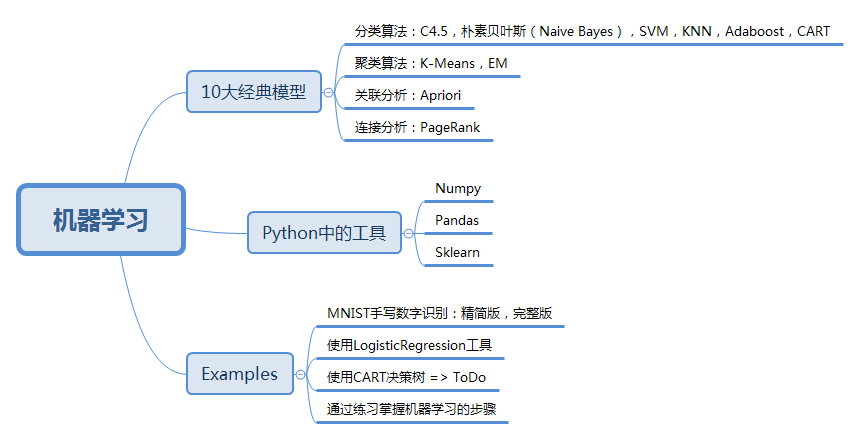 机器学习
10大经典模型
分类算法：C4.5，朴素贝叶斯（Naive Bayes），SVM，KNN，Adaboost，CART
聚类算法：K-Means，EM
关联分析：Apriori
连接分析：PageRank
Python中的工具
Numpy
Pandas
Sklearn
Examples
MNIST手写数字识别：精简版，完整版
使用LogisticRegression工具
使用CART决策树 => ToDo
通过练习掌握机器学习的步骤